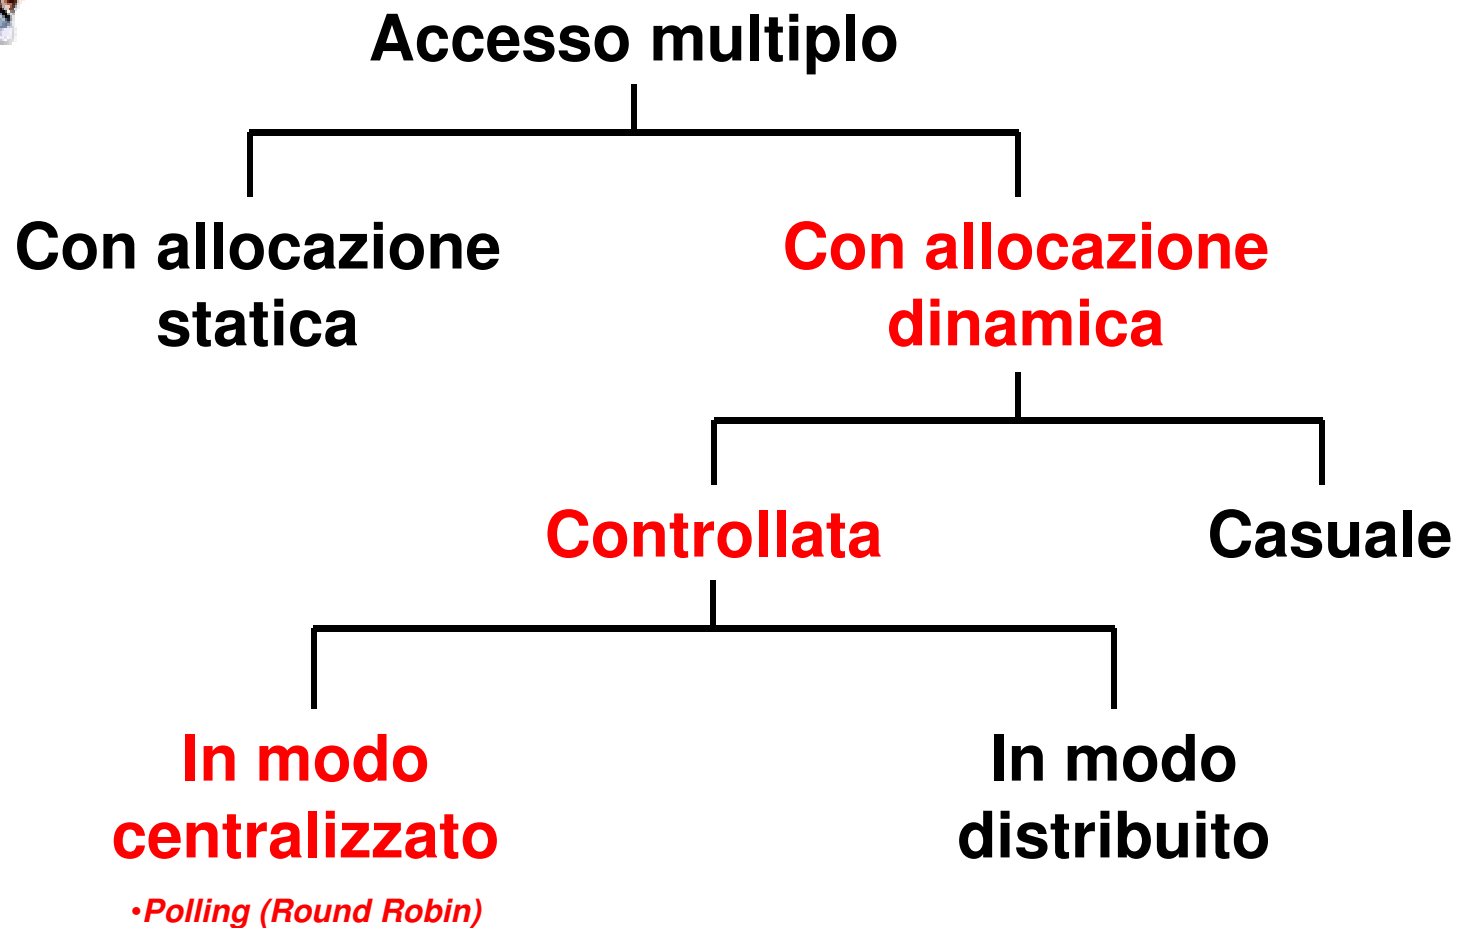 Accesso multiplo
Con allocazione
statica
Con allocazione
dinamica
Controllata
Casuale
In modo
centralizzato
In modo
distribuito
•Polling (Round Robin)